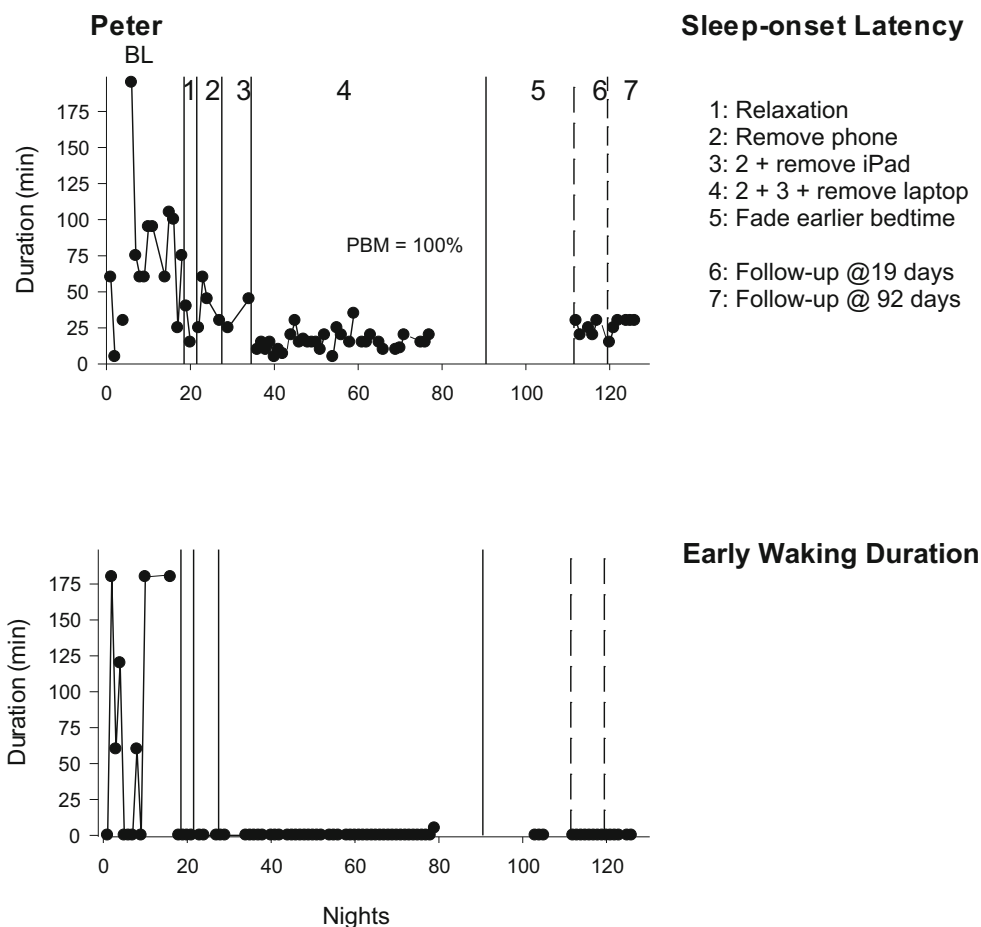 Peter
Sleep-onset Latency
BL
1 2 3 4 5 6 7
1: Relaxation
2: Remove phone
3: 2 + remove iPad
4: 2 + 3 + remove laptop
5: Fade earlier bedtime
6: Follow-up @19 days
7: Follow-up @ 92 days
Duration (min)
175
150
125
100
75
50
25
0
PBM = 100%
0 20 40 60 80 100 120
Early Waking Duration
Duration (min)
175
150
125
100
75
50
25
0
0 20 40 60 80 100 120
Nights